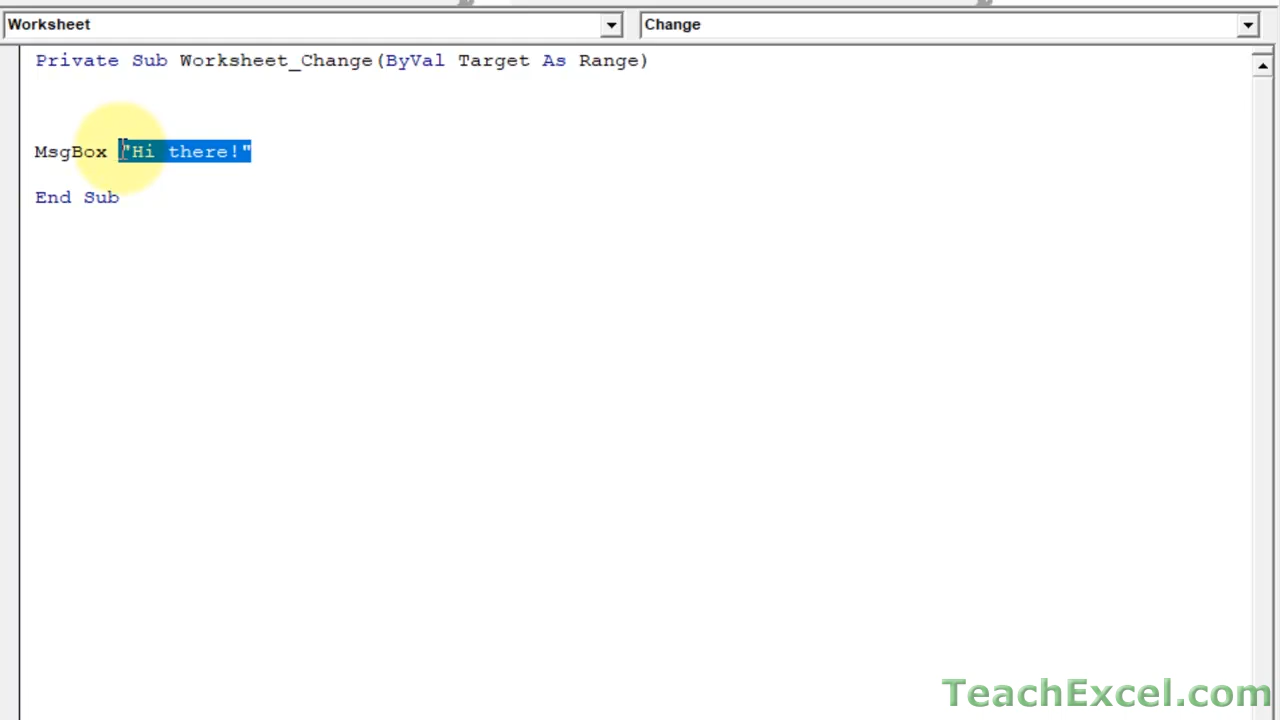 Worksheet
Change
Private Sub Worksheet_Change(ByVal Target As Range)
MsgBox "Hi there!"
End Sub
TeachExcel.com